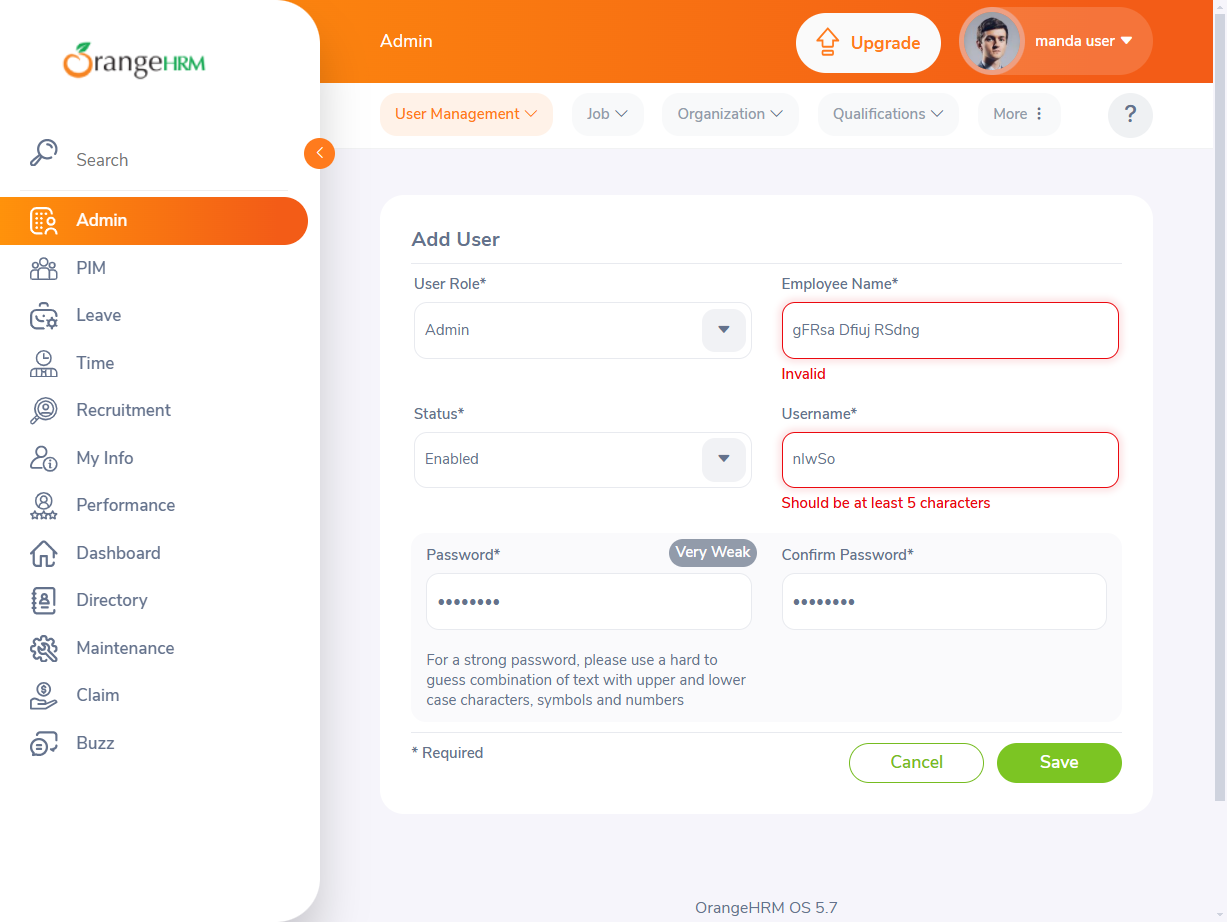 OrangeHRM
Admin
Upgrade
manda user
User Management
Job
Organization
Qualifications
More
?
Search
Admin
PIM
Leave
Time
Recruitment
My Info
Performance
Dashboard
Directory
Maintenance
Claim
Buzz
Add User
User Role*
Employee Name*
Admin
gFRsa Dfiuj RSdng
Invalid
Status*
Username*
Enabled
nIwSo
Should be at least 5 characters
Password*
Very Weak
Confirm Password*
••••••••
••••••••
For a strong password, please use a hard to
guess combination of text with upper and lower
case characters, symbols and numbers
* Required
Cancel
Save
OrangeHRM OS 5.7